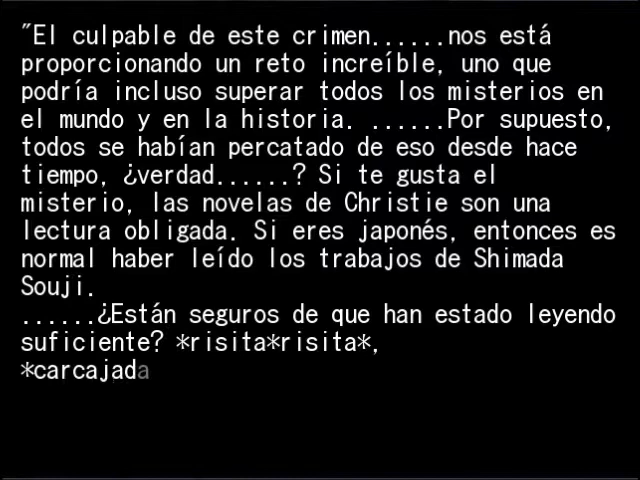 "El culpable de este crimen......nos está
proporcionando un reto increíble, uno que
podría incluso superar todos los misterios en
el mundo y en la historia. ......Por supuesto,
todos se habían percatado de eso desde hace
tiempo, ¿verdad......? Si te gusta el
misterio, las novelas de Christie son una
lectura obligada. Si eres japonés, entonces es
normal haber leído los trabajos de Shimada
Souji.
......¿Están seguros de que han estado leyendo
suficiente? *risita*risita*,
*carcajada